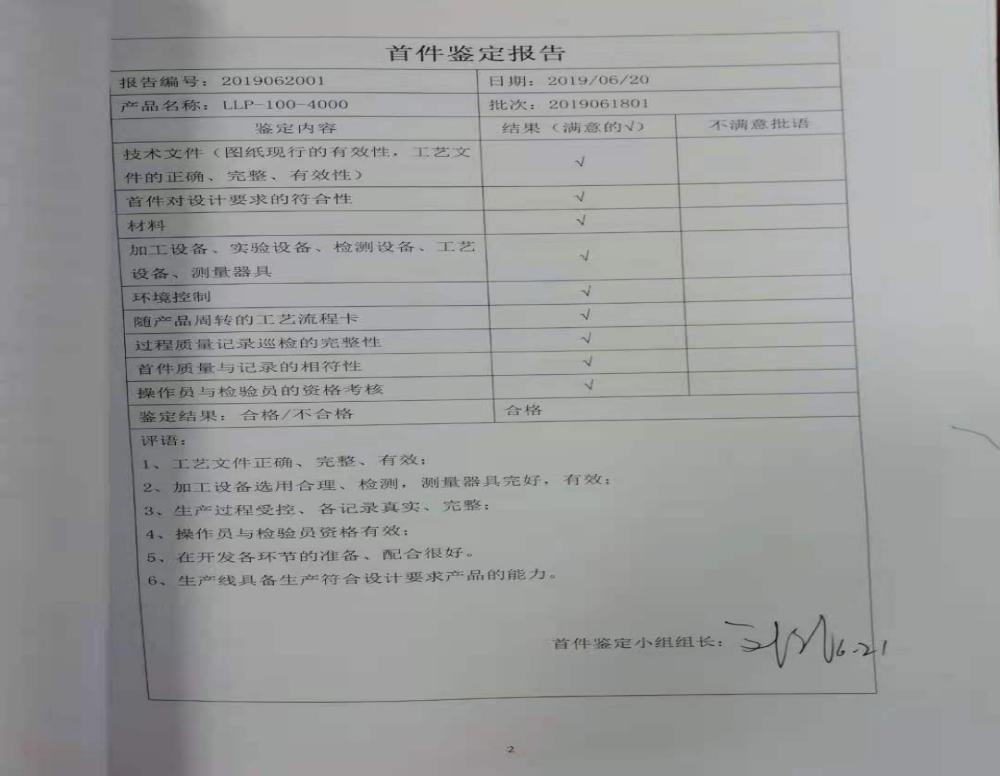 首件鉴定报告
报告编号：2019062001 日期：2019/06/20
产品名称：LLP-100-4000 批次：2019061801
鉴定内容 结果（满意的√） 不满意批语
技术文件（图纸现行的有效性，工艺文
件的正确、完整、有效性） √
首件对设计要求的符合性 √
材料 √
加工设备、实验设备、检测设备、工艺
设备、测量器具 √
环境控制 √
随产品周转的工艺流程卡 √
过程质量记录巡检的完整性 √
首件质量与记录的相符性 √
操作员与检验员的资格考核 √
鉴定结果：合格/不合格 合格
评语：
1、工艺文件正确、完整、有效；
2、加工设备选用合理、检测，测量器具完好，有效；
3、生产过程受控、各记录真实、完整；
4、操作员与检验员资格有效；
5、在开发各环节的准备、配合很好。
6、生产线具备生产符合设计要求产品的能力。
首件鉴定小组组长： 6-21
2